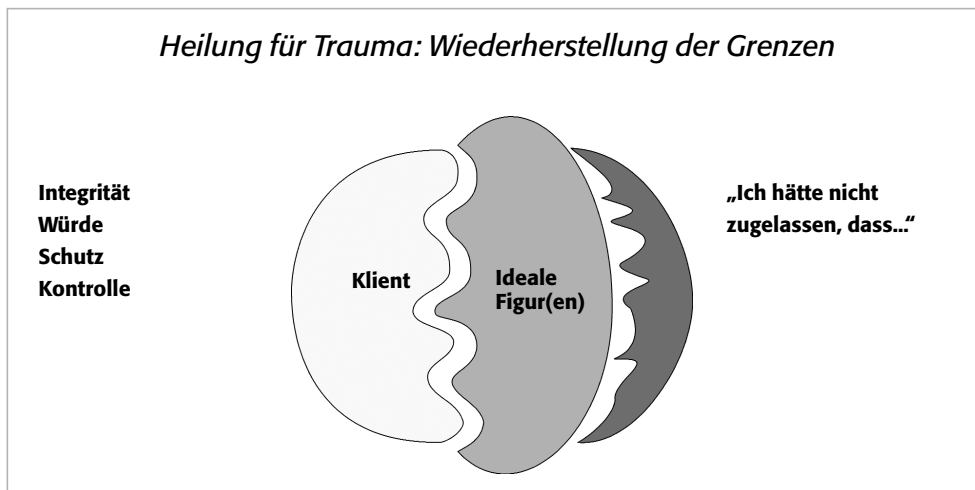 Heilung für Trauma: Wiederherstellung der Grenzen
Integrität
Würde
Schutz
Kontrolle
Klient
Ideale
Figur(en)
„Ich hätte nicht
zugelassen, dass...“